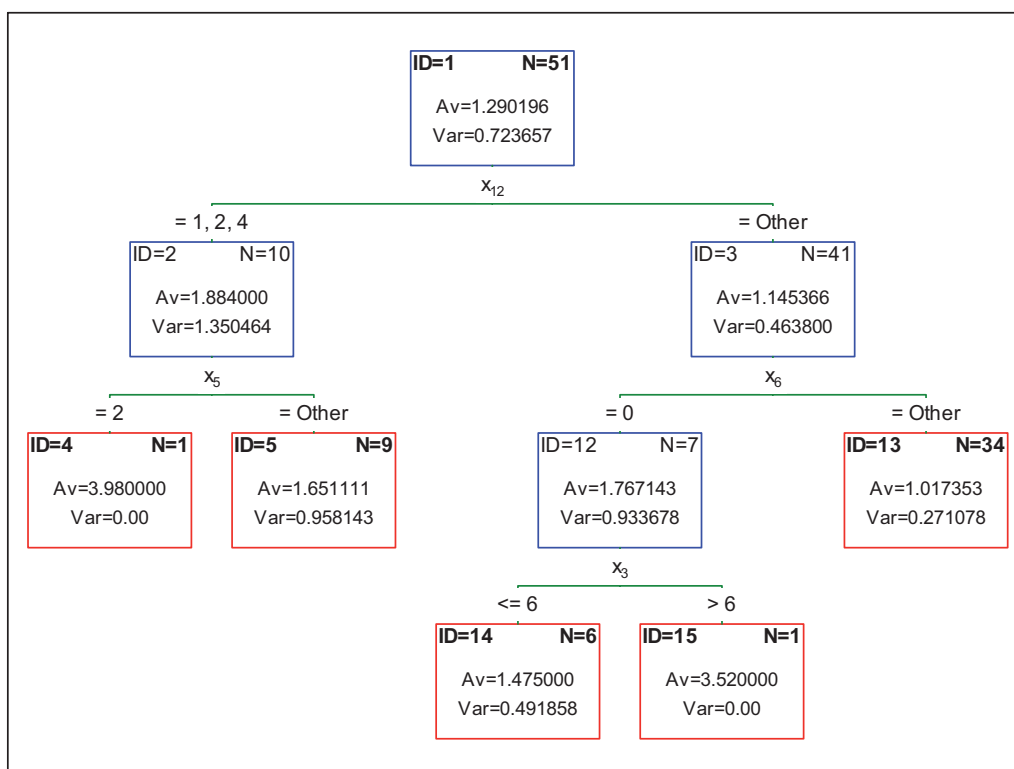 ID=1 N=51
Av=1.290196
Var=0.723657
x₁₂
= 1, 2, 4 = Other
ID=2 N=10 ID=3 N=41
Av=1.884000 Av=1.145366
Var=1.350464 Var=0.463800
x₅ x₆
= 2 = Other = 0 = Other
ID=4 N=1 ID=5 N=9 ID=12 N=7 ID=13 N=34
Av=3.980000 Av=1.651111 Av=1.767143 Av=1.017353
Var=0.00 Var=0.958143 Var=0.933678 Var=0.271078
x₃
<= 6 > 6
ID=14 N=6 ID=15 N=1
Av=1.475000 Av=3.520000
Var=0.491858 Var=0.00